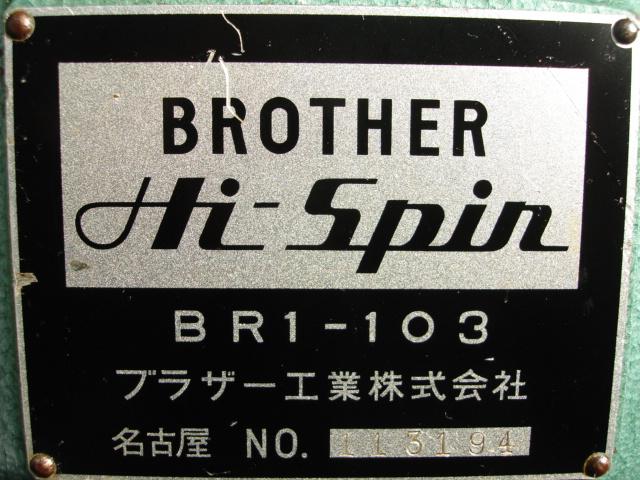 BROTHER
Hi-Spin
BR1-103
ブラザー工業株式会社
名古屋 NO. 113194